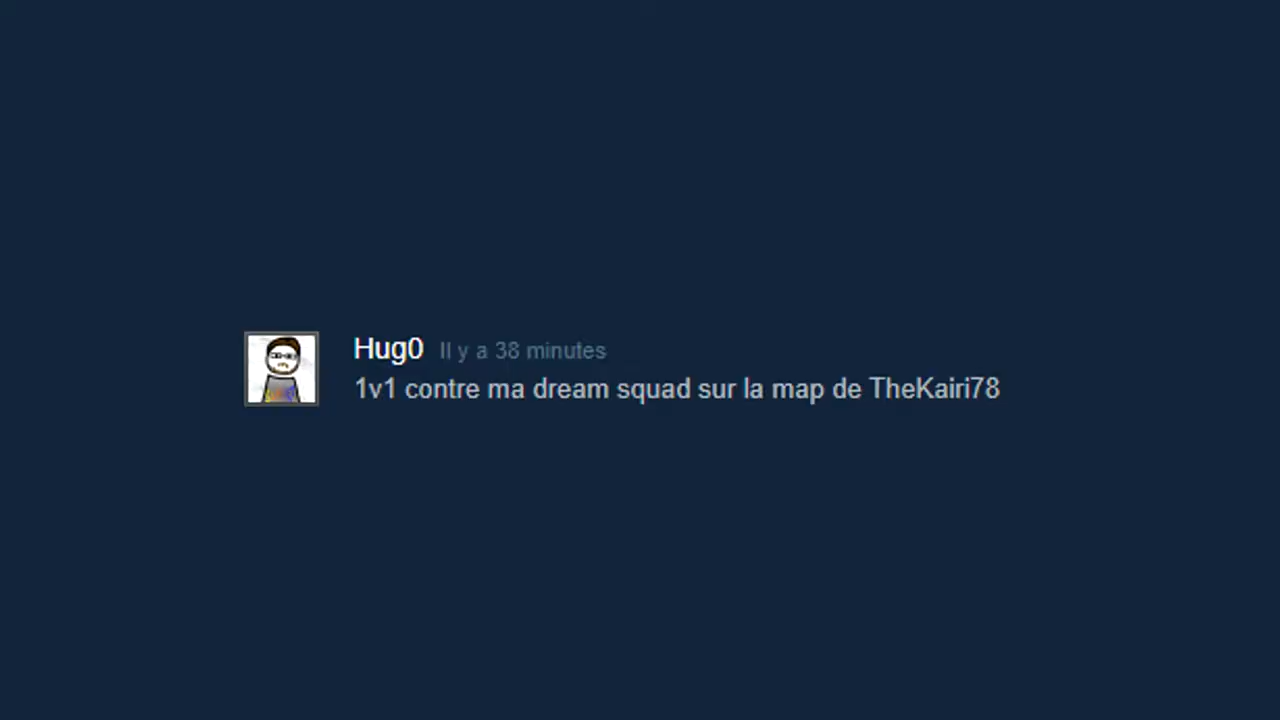 Hug0 Il y a 38 minutes
1v1 contre ma dream squad sur la map de TheKairi78